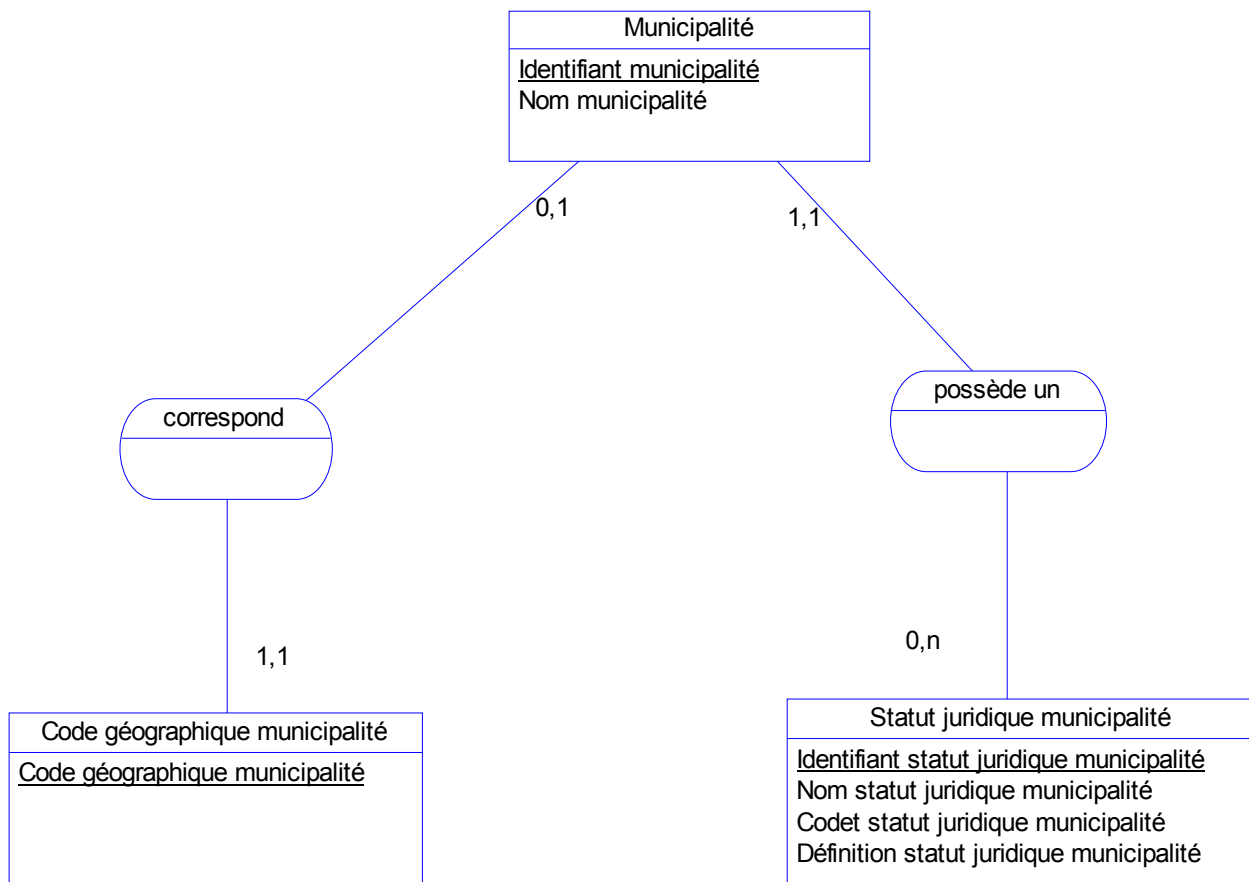 Municipalité
Identifiant municipalité
Nom municipalité
0,1
1,1
correspond
possède un
1,1
0,n
Code géographique municipalité
Code géographique municipalité
Statut juridique municipalité
Identifiant statut juridique municipalité
Nom statut juridique municipalité
Codet statut juridique municipalité
Définition statut juridique municipalité